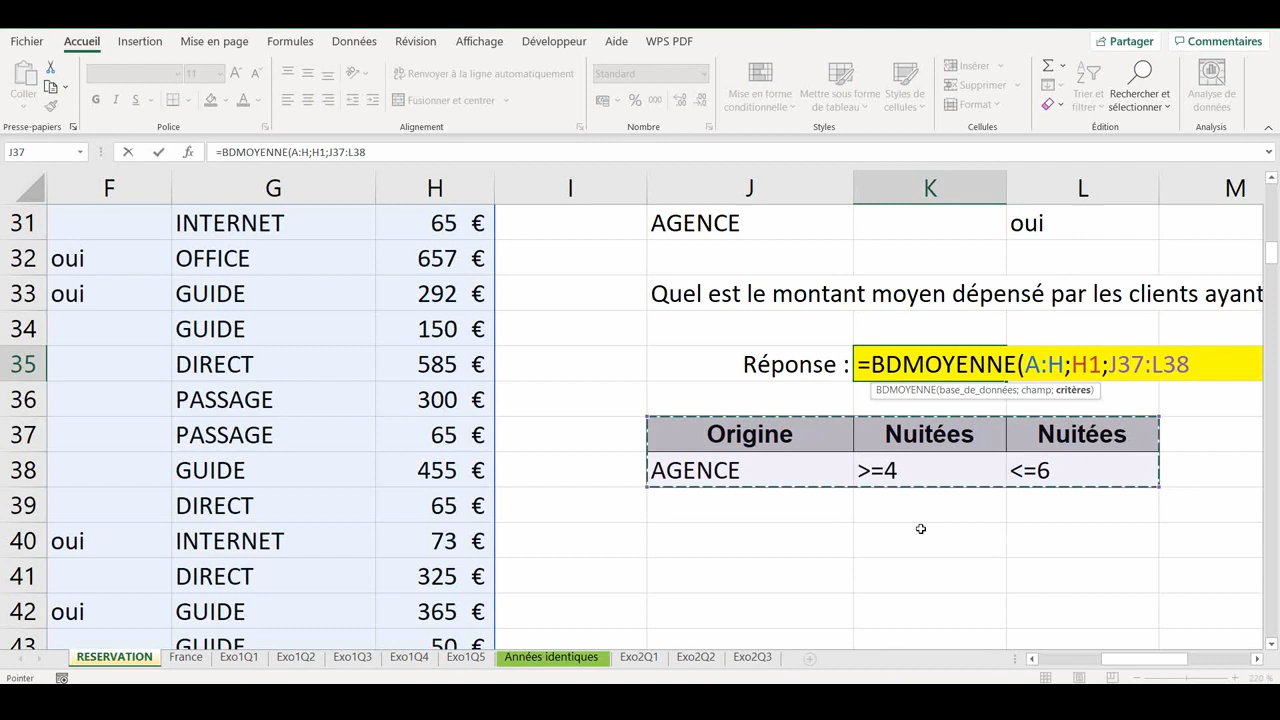 Fichier Accueil Insertion Mise en page Formules Données Révision Affichage Développeur Aide WPS PDF Partager Commentaires
Coller
11
Renvoyer à la ligne automatiquement
Fusionner et centrer
Standard
% 000
Mise en forme conditionnelle
Mettre sous forme de tableau
Styles de cellules
Insérer
Supprimer
Format
Trier et filtrer
Rechercher et sélectionner
Analyse de données
G I S
Presse-papiers Police Alignement Nombre Styles Cellules Édition Analyse
J37 fx =BDMOYENNE(A:H;H1;J37:L38
F G H I J K L M
31 INTERNET 65 € AGENCE oui
32 oui OFFICE 657 €
33 oui GUIDE 292 € Quel est le montant moyen dépensé par les clients ayant
34 GUIDE 150 €
35 DIRECT 585 € Réponse : =BDMOYENNE(A:H;H1;J37:L38
BDMOYENNE(base_de_données; champ; critères)
36 PASSAGE 300 €
37 PASSAGE 65 € Origine Nuitées Nuitées
38 GUIDE 455 € AGENCE >=4 <=6
39 DIRECT 65 €
40 oui INTERNET 73 €
41 DIRECT 325 €
42 oui GUIDE 365 €
43 GUIDE 50 €
RESERVATION France Exo1Q1 Exo1Q2 Exo1Q3 Exo1Q4 Exo1Q5 Années identiques Exo2Q1 Exo2Q2 Exo2Q3
Pointer 220 %